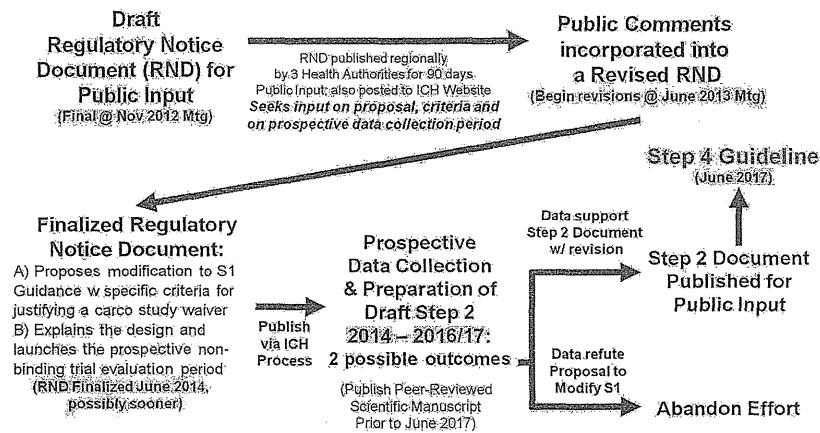 Draft
Regulatory Notice
Document (RND) for
Public Input
(Final @ Nov 2012 Mtg)
RND published regionally
by 3 Health Authorities for 90 days
Public Input; also posted to ICH Website
Seeks input on proposal, criteria and
on prospective data collection period
Public Comments
incorporated into
a Revised RND
(Begin revisions @ June 2013 Mtg)
Finalized Regulatory
Notice Document:
A) Proposes modification to S1
Guidance w specific criteria for
justifying a carco study waiver
B) Explains the design and
launches the prospective non-
binding trial evaluation period
(RND Finalized June 2014,
possibly sooner)
Publish
via ICH
Process
Prospective
Data Collection
& Preparation of
Draft Step 2
2014 – 2016/17:
2 possible outcomes
(Publish Peer-Reviewed
Scientific Manuscript
Prior to June 2017)
Data support
Step 2 Document
w/ revision
Step 2 Document
Published for
Public Input
Step 4 Guideline
(June 2017)
Data refute
Proposal to
Modify S1
Abandon Effort